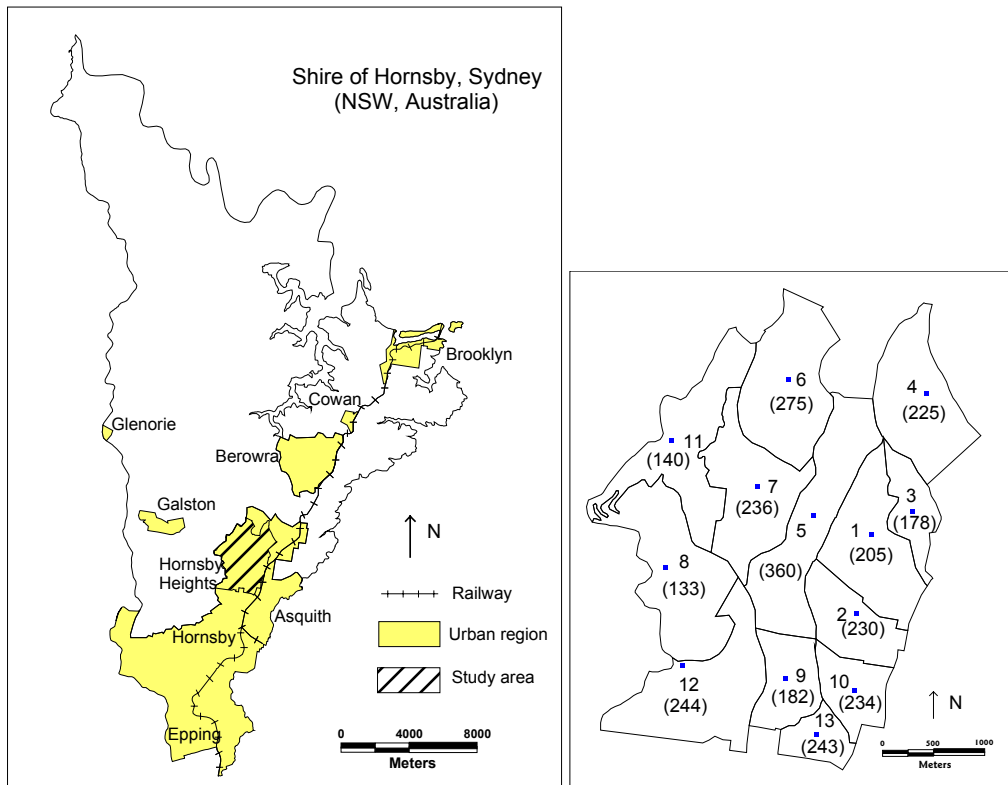 Shire of Hornsby, Sydney
(NSW, Australia)
Brooklyn
Cowan
Glenorie
Berowra
Galston
N
Hornsby
Heights
Railway
Asquith
Hornsby
Urban region
Study area
Epping
0 4000 8000
Meters
6
(275)
4
(225)
11
(140)
7
(236)
3
(178)
5
(360)
1
(205)
8
(133)
2
(230)
9
(182)
10
(234)
12
(244)
13
(243)
N
0 500 1000
Meters